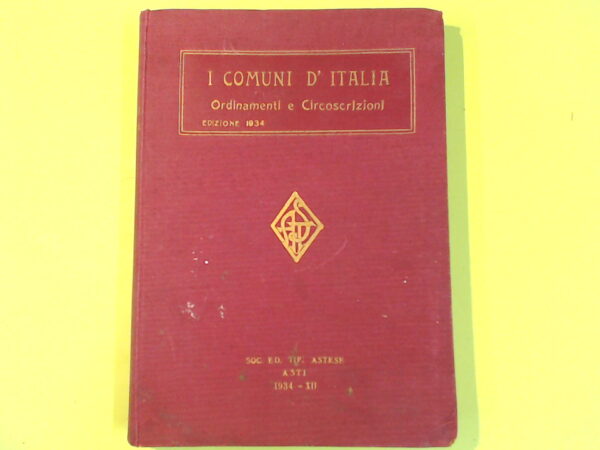 I COMUNI D' ITALIA
Ordinamenti e Circoscrizioni
EDIZIONE 1934
SOC. ED. TIP. ASTESE
ASTI
1934 - XII